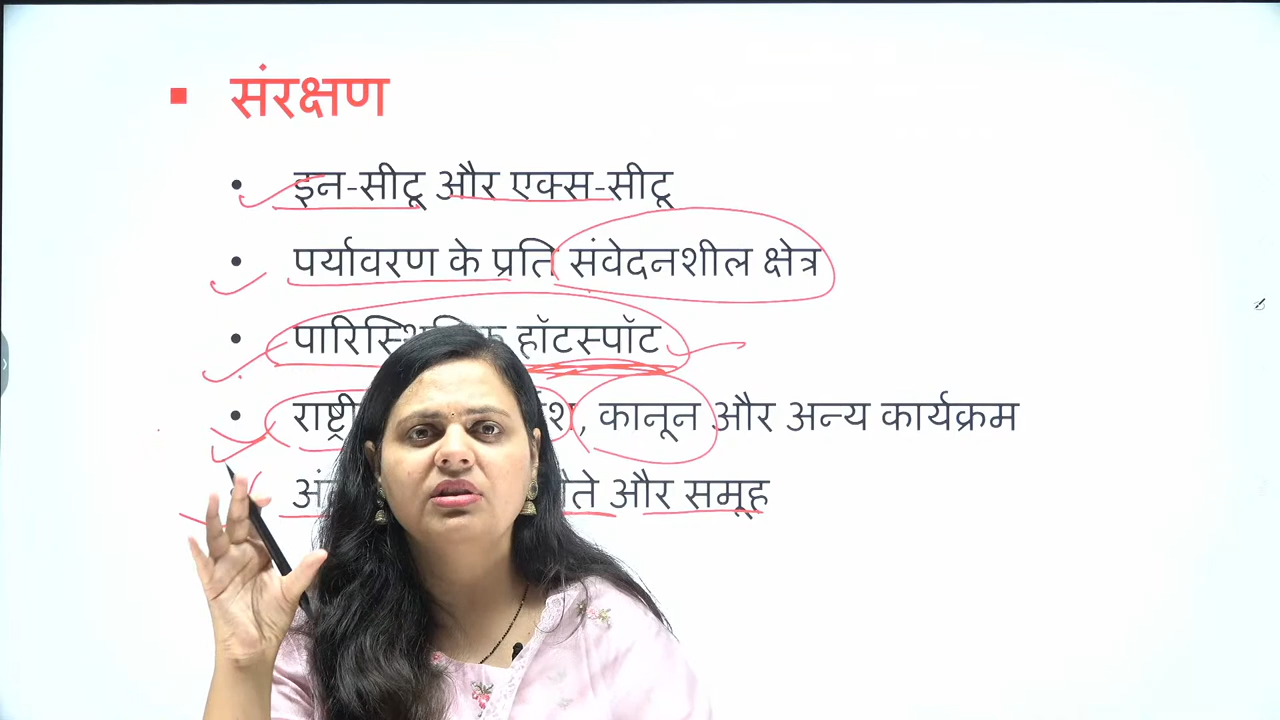 संरक्षण
इन-सीटू और एक्स-सीटू
पर्यावरण के प्रति संवेदनशील क्षेत्र
हॉटस्पॉट
कानून और अन्य कार्यक्रम
और समूह